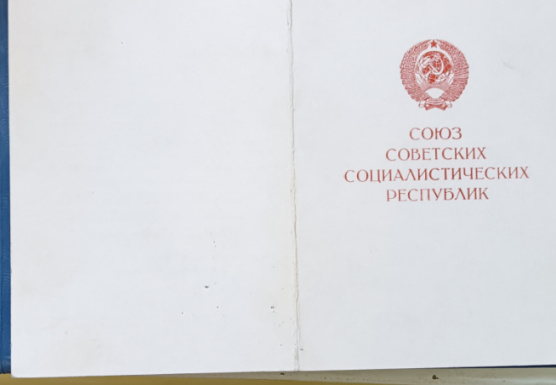 СОЮЗ
СОВЕТСКИХ
СОЦИАЛИСТИЧЕСКИХ
РЕСПУБЛИК